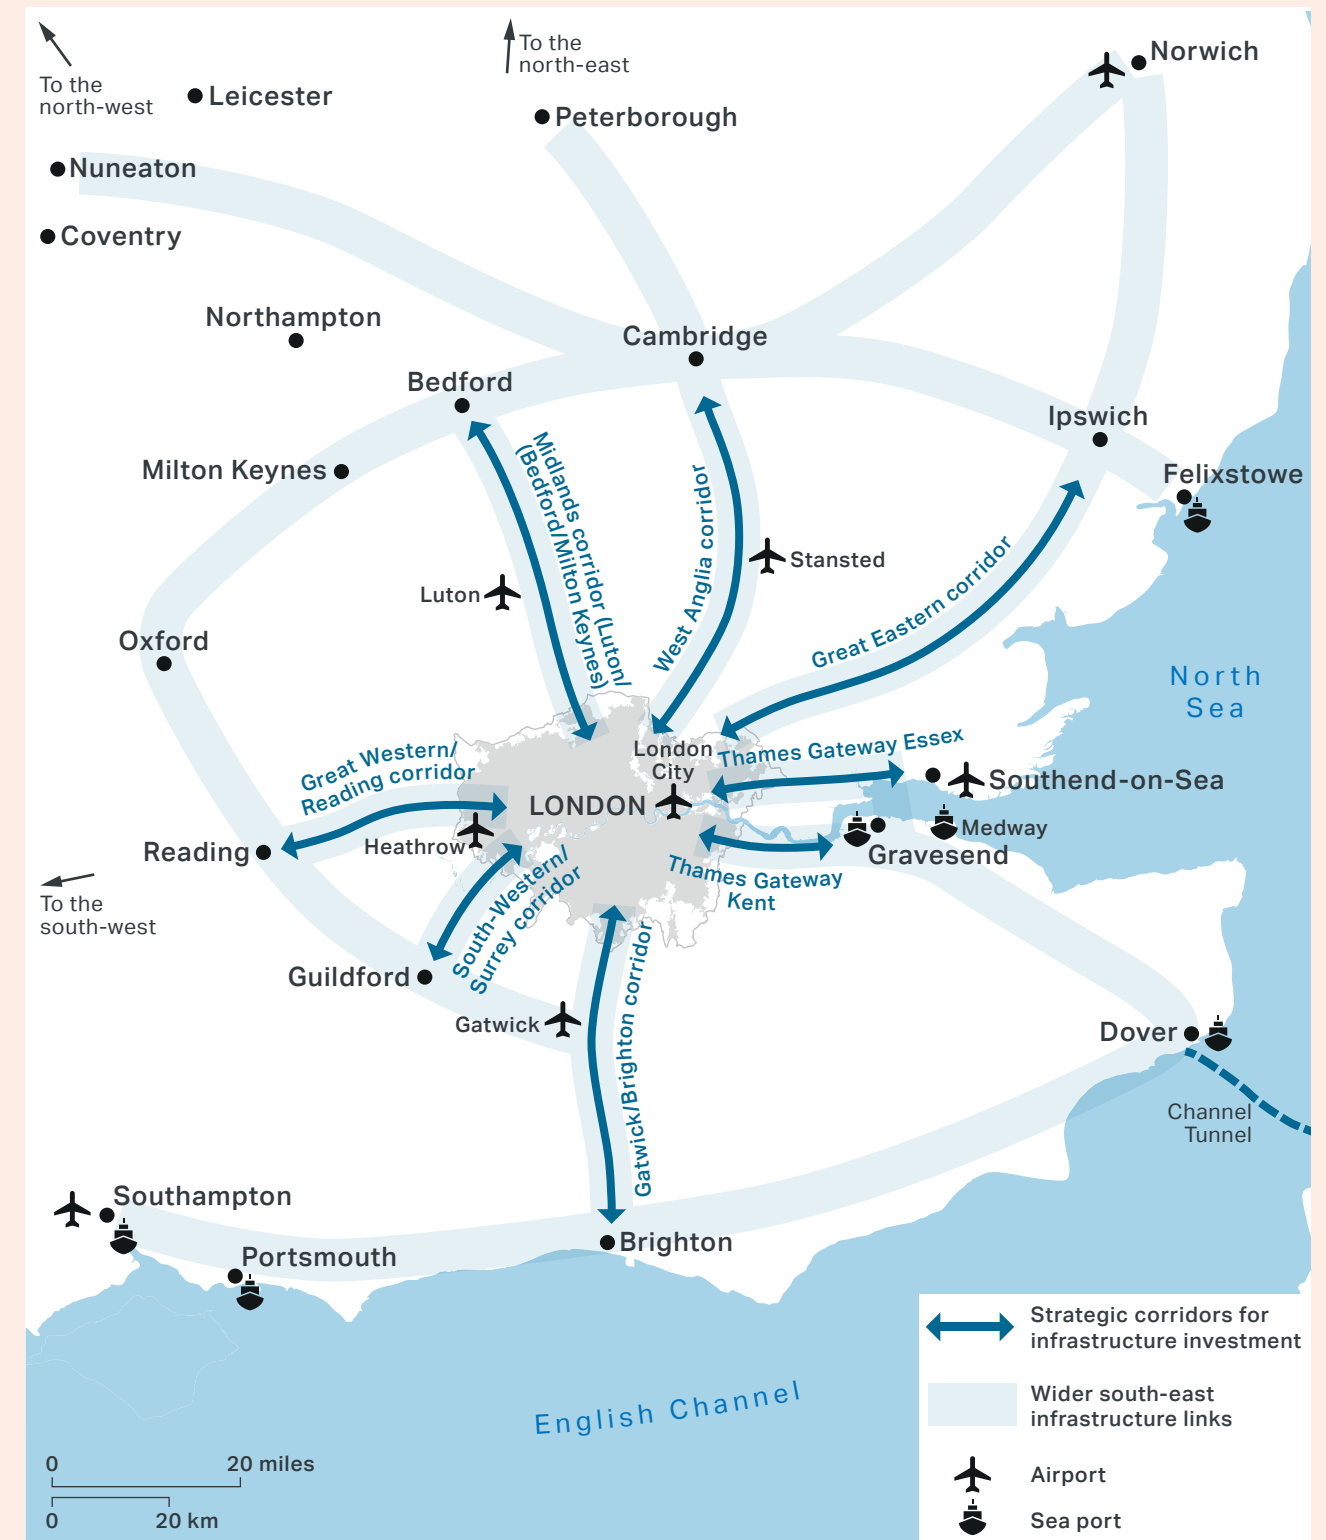 To the
north-west
To the
north-east
Norwich
Leicester
Peterborough
Nuneaton
Coventry
Northampton
Cambridge
Bedford
Ipswich
Milton Keynes
Felixstowe
Midlands corridor (Luton/
(Bedford/Milton Keynes)
West Anglia corridor
Stansted
Luton
Great Eastern corridor
Oxford
North
Sea
London
City
Thames Gateway Essex
Great Western/
Reading corridor
LONDON
Southend-on-Sea
Medway
Heathrow
Reading
Gravesend
Thames Gateway
Kent
To the
south-west
South-Western/
Surrey corridor
Guildford
Gatwick
Gatwick/Brighton corridor
Dover
Channel
Tunnel
Southampton
Portsmouth
Brighton
English Channel
Strategic corridors for
infrastructure investment
Wider south-east
infrastructure links
Airport
Sea port
0 20 miles
0 20 km